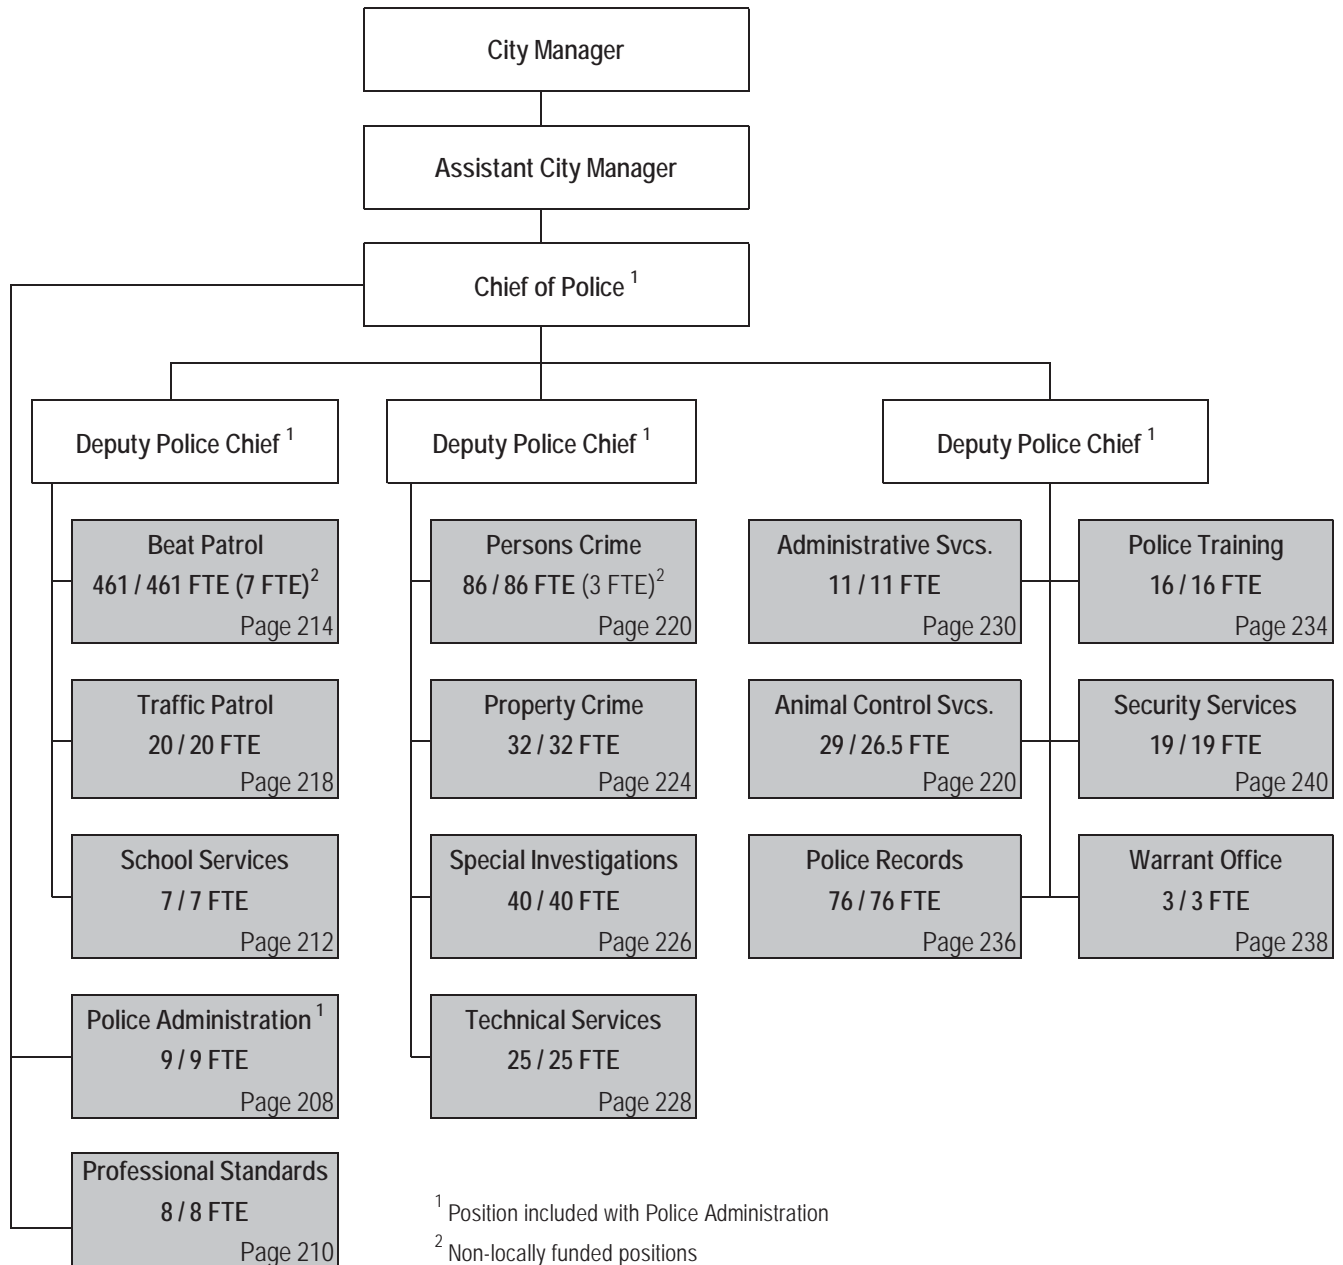 City Manager
Assistant City Manager
Chief of Police 1
Deputy Police Chief 1
Deputy Police Chief 1
Deputy Police Chief 1
Beat Patrol
461 / 461 FTE (7 FTE)2
Page 214
Traffic Patrol
20 / 20 FTE
Page 218
School Services
7 / 7 FTE
Page 212
Police Administration 1
9 / 9 FTE
Page 208
Professional Standards
8 / 8 FTE
Page 210
Persons Crime
86 / 86 FTE (3 FTE)2
Page 220
Property Crime
32 / 32 FTE
Page 224
Special Investigations
40 / 40 FTE
Page 226
Technical Services
25 / 25 FTE
Page 228
Administrative Svcs.
11 / 11 FTE
Page 230
Animal Control Svcs.
29 / 26.5 FTE
Page 220
Police Records
76 / 76 FTE
Page 236
Police Training
16 / 16 FTE
Page 234
Security Services
19 / 19 FTE
Page 240
Warrant Office
3 / 3 FTE
Page 238
1 Position included with Police Administration
2 Non-locally funded positions